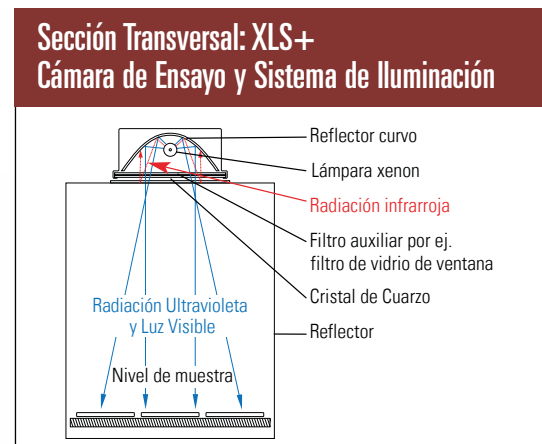 Sección Transversal: XLS+
Cámara de Ensayo y Sistema de Iluminación
Reflector curvo
Lámpara xenon
Radiación infrarroja
Filtro auxiliar por ej.
filtro de vidrio de ventana
Cristal de Cuarzo
Radiación Ultravioleta
y Luz Visible
Reflector
Nivel de muestra